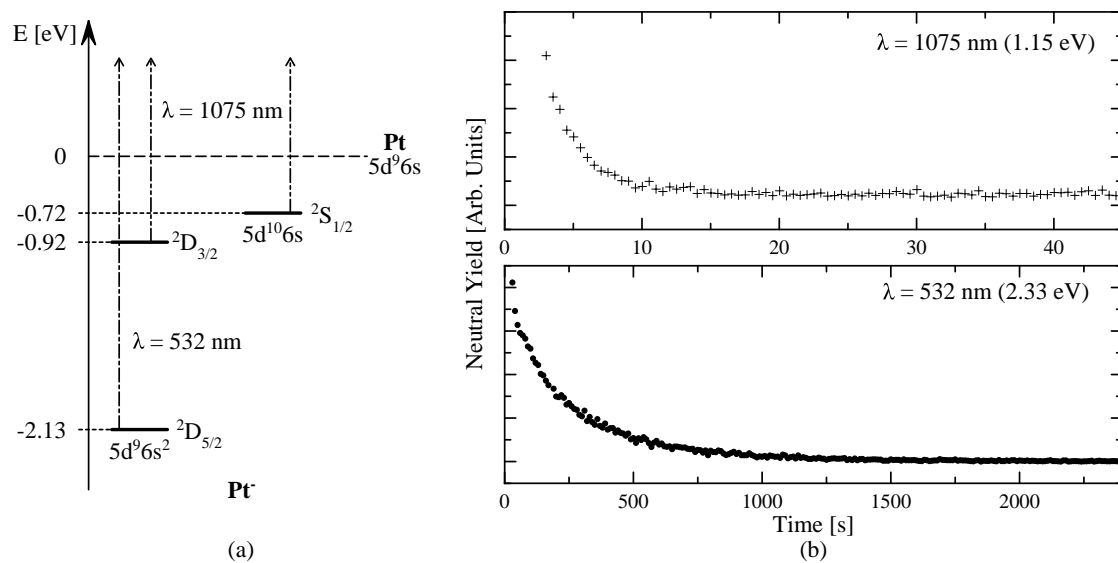 E [eV]
λ = 1075 nm
0
Pt
5d⁹6s
-0.72
²S₁/₂
5d¹⁰6s
-0.92
²D₃/₂
λ = 532 nm
-2.13
²D₅/₂
5d⁹6s²
Pt⁻
(a)
Neutral Yield [Arb. Units]
λ = 1075 nm (1.15 eV)
0 10 20 30 40
λ = 532 nm (2.33 eV)
0 500 1000 1500 2000
Time [s]
(b)